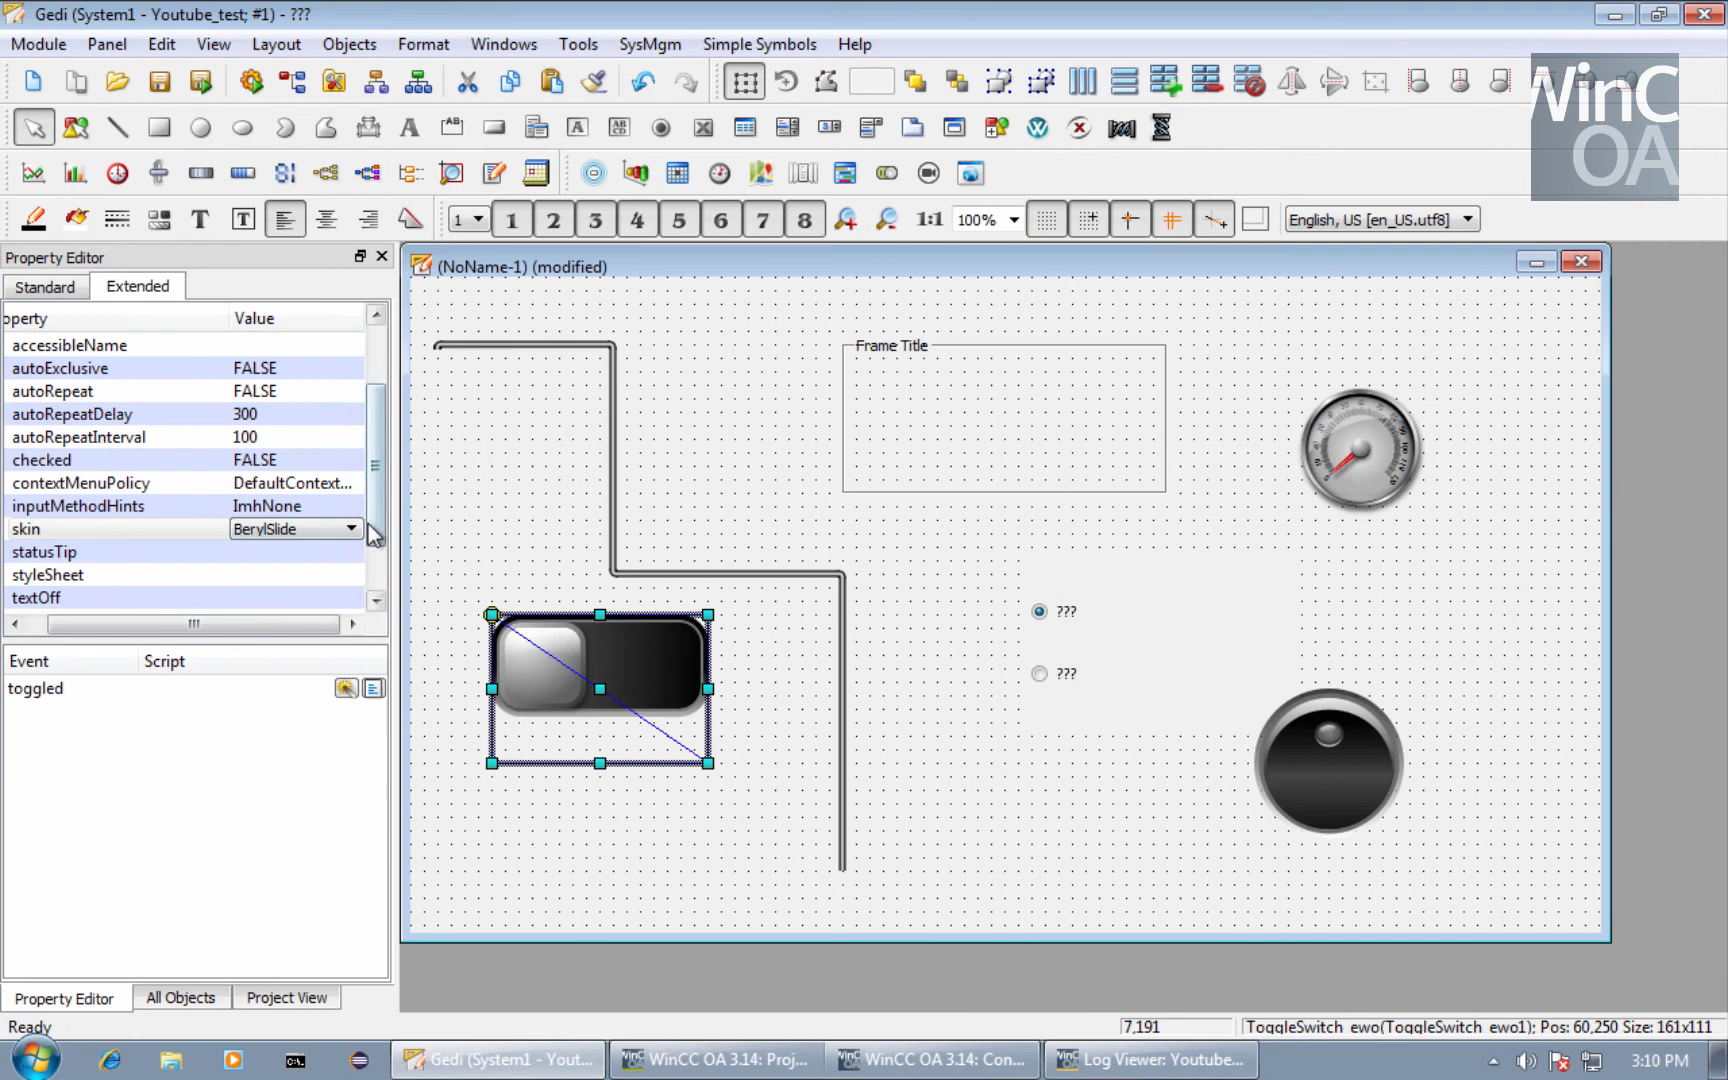 Gedi (System1 - Youtube_test; #1) - ???
Module Panel Edit View Layout Objects Format Windows Tools SysMgm Simple Symbols Help
WinC
OA
1 1 2 3 4 5 6 7 8 1:1 100% English, US [en_US.utf8]
Property Editor
(NoName-1) (modified)
Standard Extended
operty Value
accessibleName
autoExclusive FALSE
autoRepeat FALSE
autoRepeatDelay 300
autoRepeatInterval 100
checked FALSE
contextMenuPolicy DefaultContext...
inputMethodHints ImhNone
skin BerylSlide
statusTip
styleSheet
textOff
Frame Title
???
???
Event Script
toggled
Property Editor All Objects Project View
Ready 7,191 ToggleSwitch_ewo(ToggleSwitch_ewo1); Pos: 60,250 Size: 161x111
Gedi (System1 - Yout... WinCC OA 3.14: Proj... WinCC OA 3.14: Con... Log Viewer: Youtube... 3:10 PM